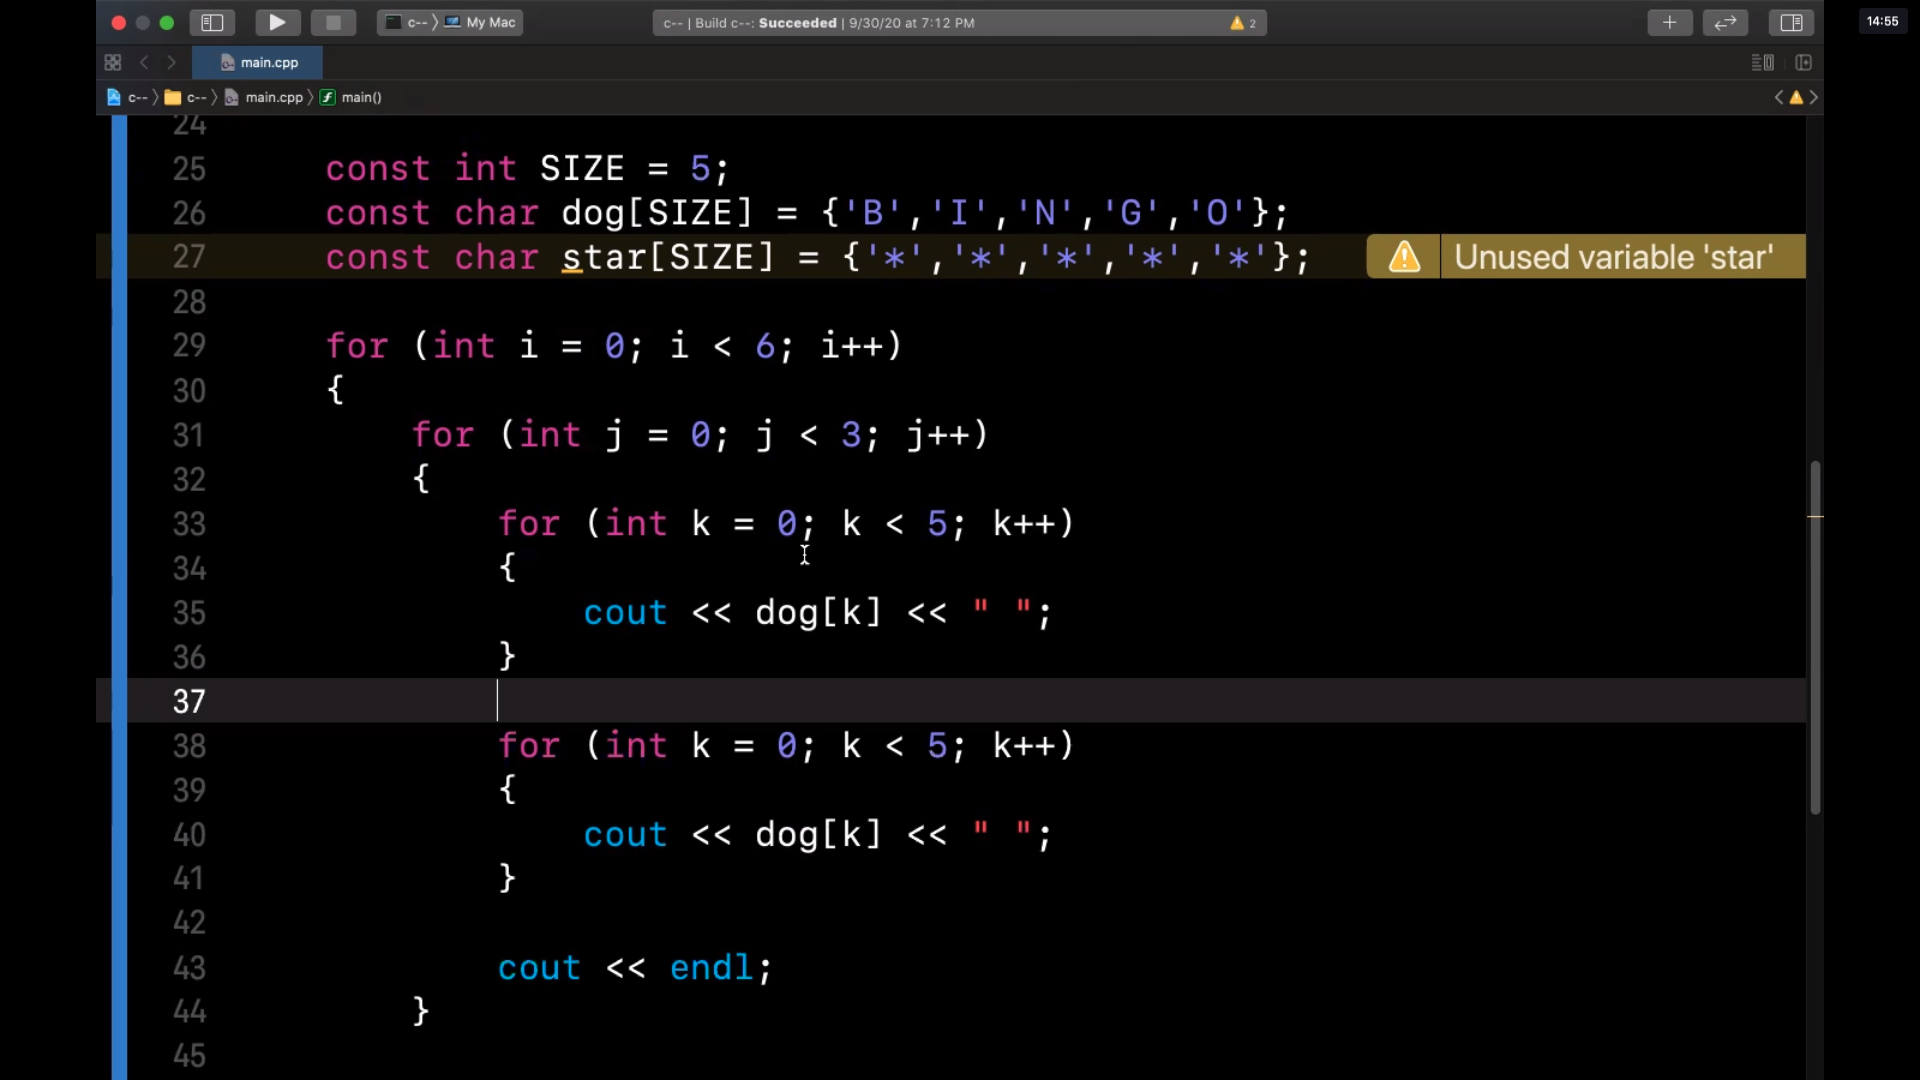 c-- 〉 My Mac
c-- | Build c--: Succeeded | 9/30/20 at 7:12 PM
2
14:55
main.cpp
c-- 〉 c-- 〉 main.cpp 〉 main()
24
25 const int SIZE = 5;
26 const char dog[SIZE] = {'B','I','N','G','O'};
27 const char star[SIZE] = {'*','*','*','*','*'}; Unused variable 'star'
28
29 for (int i = 0; i < 6; i++)
30 {
31 for (int j = 0; j < 3; j++)
32 {
33 for (int k = 0; k < 5; k++)
34 {
35 cout << dog[k] << " ";
36 }
37
38 for (int k = 0; k < 5; k++)
39 {
40 cout << dog[k] << " ";
41 }
42
43 cout << endl;
44 }
45